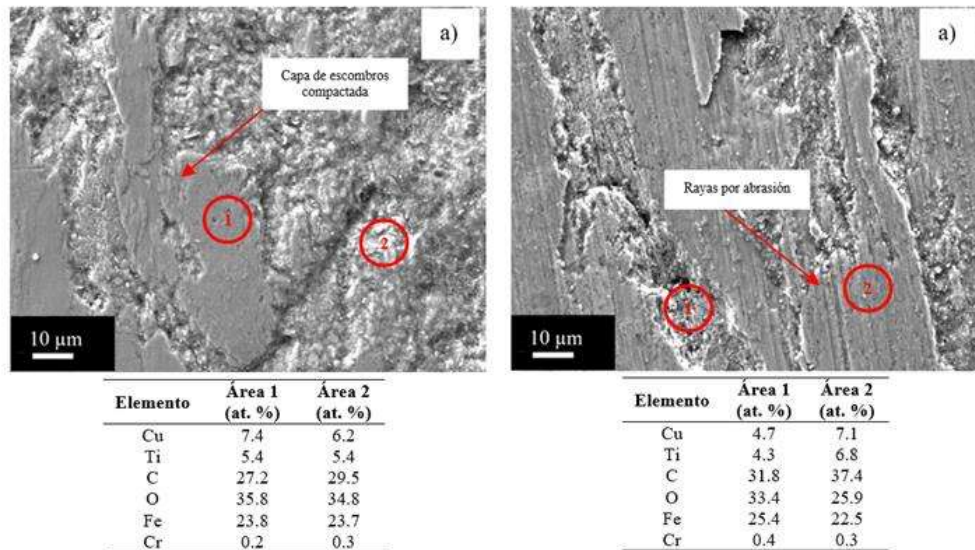 a)
Capa de escombros
compactada
1
2
10 µm
Elemento Área 1 Área 2
(at. %) (at. %)
Cu 7.4 6.2
Ti 5.4 5.4
C 27.2 29.5
O 35.8 34.8
Fe 23.8 23.7
Cr 0.2 0.3
a)
Rayas por abrasión
1
2
10 µm
Elemento Área 1 Área 2
(at. %) (at. %)
Cu 4.7 7.1
Ti 4.3 6.8
C 31.8 37.4
O 33.4 25.9
Fe 25.4 22.5
Cr 0.4 0.3